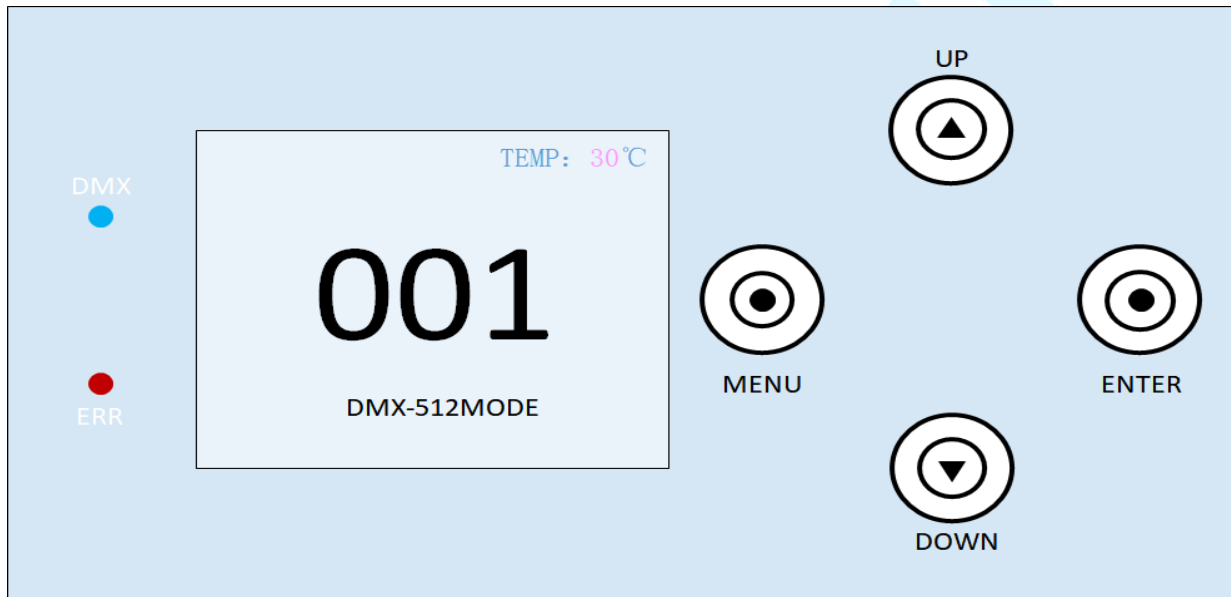 UP
TEMP: 30℃
DMX
001
MENU
ENTER
DMX-512MODE
ERR
DOWN